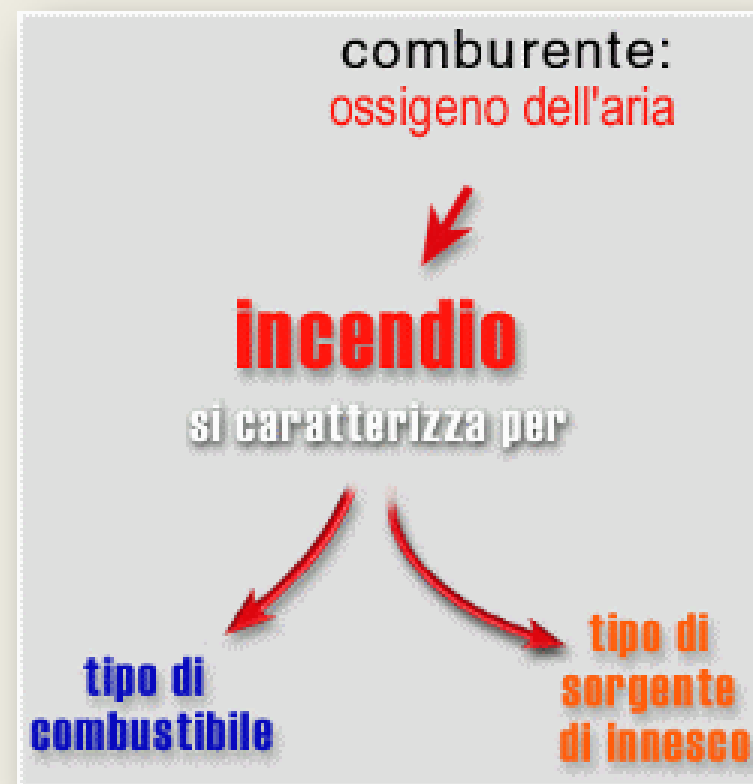 comburente:
ossigeno dell'aria
incendio
si caratterizza per
tipo di
combustibile
tipo di
sorgente
di innesco